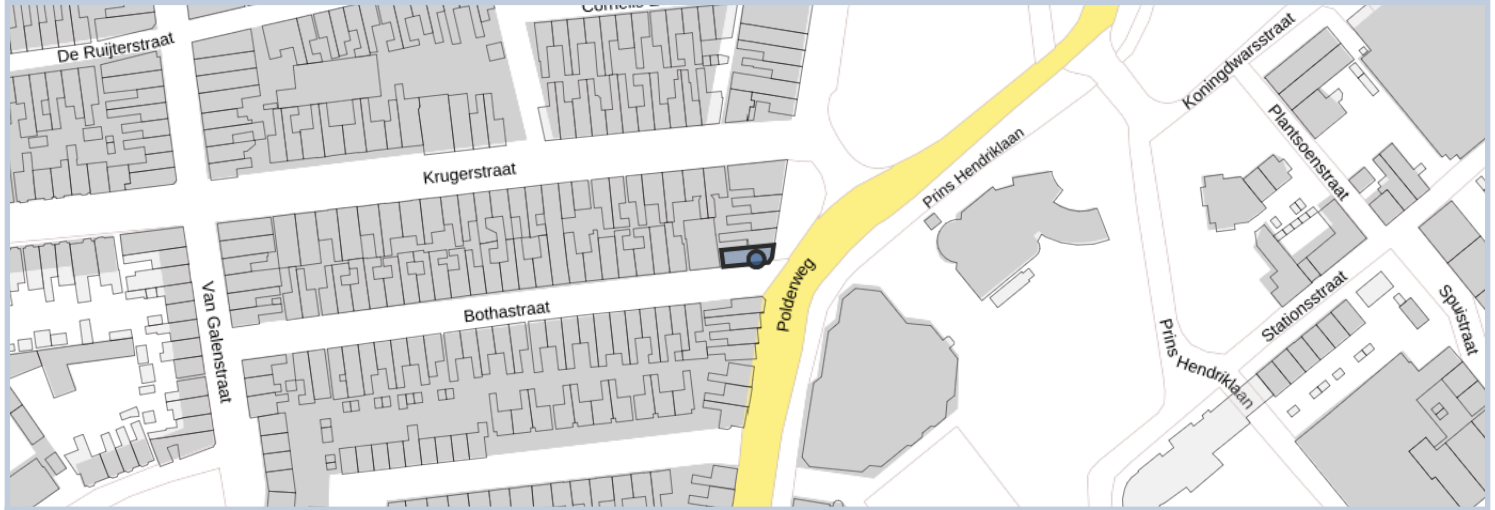 De Ruijterstraat
Koningdwarsstraat
Plantsoenstraat
Krugerstraat
Prins Hendriklaan
Van Galenstraat
Bothastraat
Polderweg
Stationsstraat
Spuistraat
Prins Hendriklaan